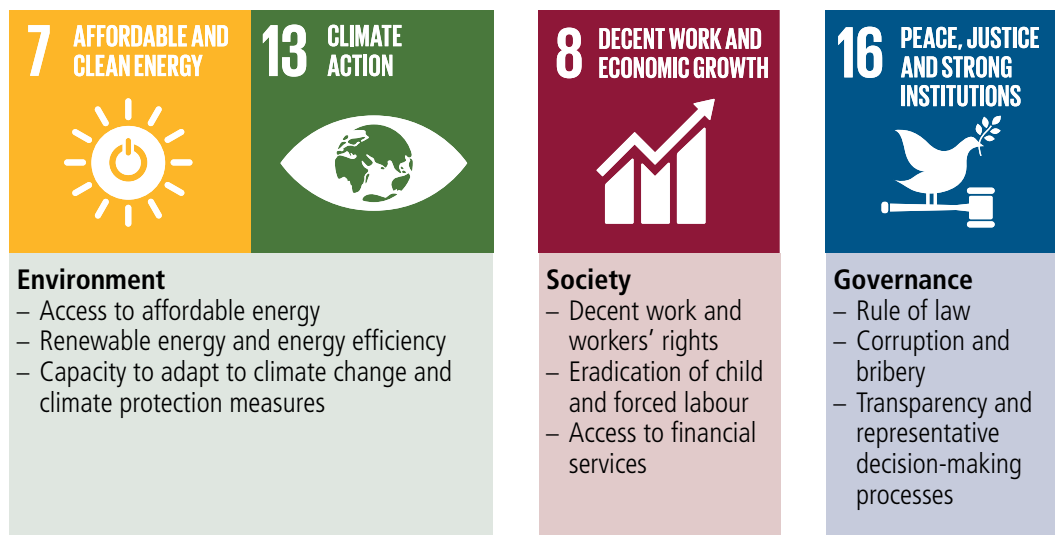 7 AFFORDABLE AND
CLEAN ENERGY
13 CLIMATE
ACTION
Environment
– Access to affordable energy
– Renewable energy and energy efficiency
– Capacity to adapt to climate change and
climate protection measures
8 DECENT WORK AND
ECONOMIC GROWTH
Society
– Decent work and
workers’ rights
– Eradication of child
and forced labour
– Access to financial
services
16 PEACE, JUSTICE
AND STRONG
INSTITUTIONS
Governance
– Rule of law
– Corruption and
bribery
– Transparency and
representative
decision-making
processes